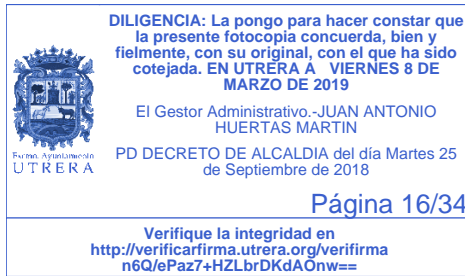 DILIGENCIA: La pongo para hacer constar que
la presente fotocopia concuerda, bien y
fielmente, con su original, con el que ha sido
cotejada. EN UTRERA A VIERNES 8 DE
MARZO DE 2019
El Gestor Administrativo.-JUAN ANTONIO
HUERTAS MARTIN
PD DECRETO DE ALCALDIA del día Martes 25
de Septiembre de 2018
Excmo. Ayuntamiento
UTRERA
Página 16/34
Verifique la integridad en
http://verificarfirma.utrera.org/verifirma
n6Q/ePaz7+HZLbrDKdAOnw==